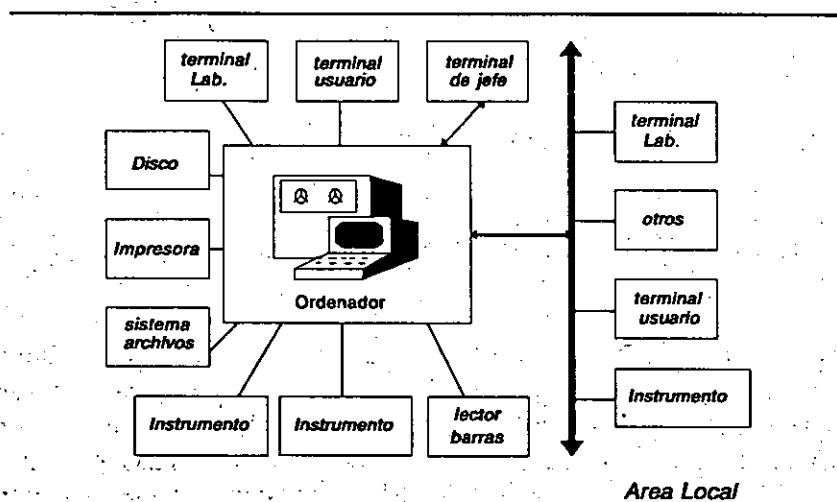 terminal
Lab.
terminal
usuario
terminal
de jefe
terminal
Lab.
Disco
otros
Impresora
Ordenador
terminal
usuario
sistema
archivos
Instrumento
Instrumento
lector
barras
Instrumento
Area Local